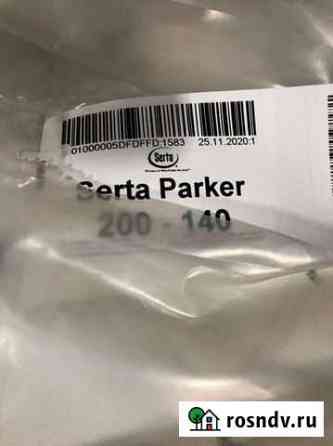 01000005DFDFFD;1583 25.11.2020:1
Serta
Serta Parker
200 - 140
rosndv.ru